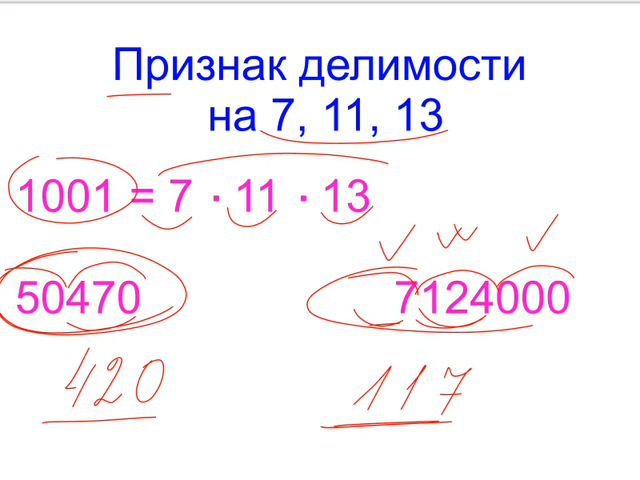 Признак делимости
на 7, 11, 13
1001 = 7 · 11 · 13
50470 7124000
420 117